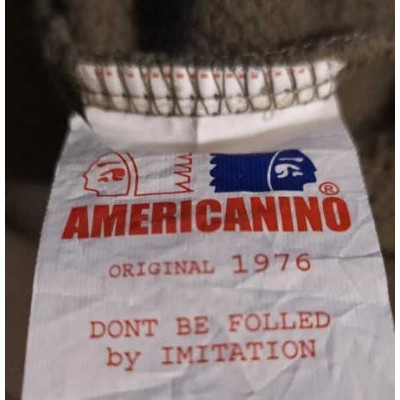 AMERICANINO®
ORIGINAL 1976
DONT BE FOLLED
by IMITATION